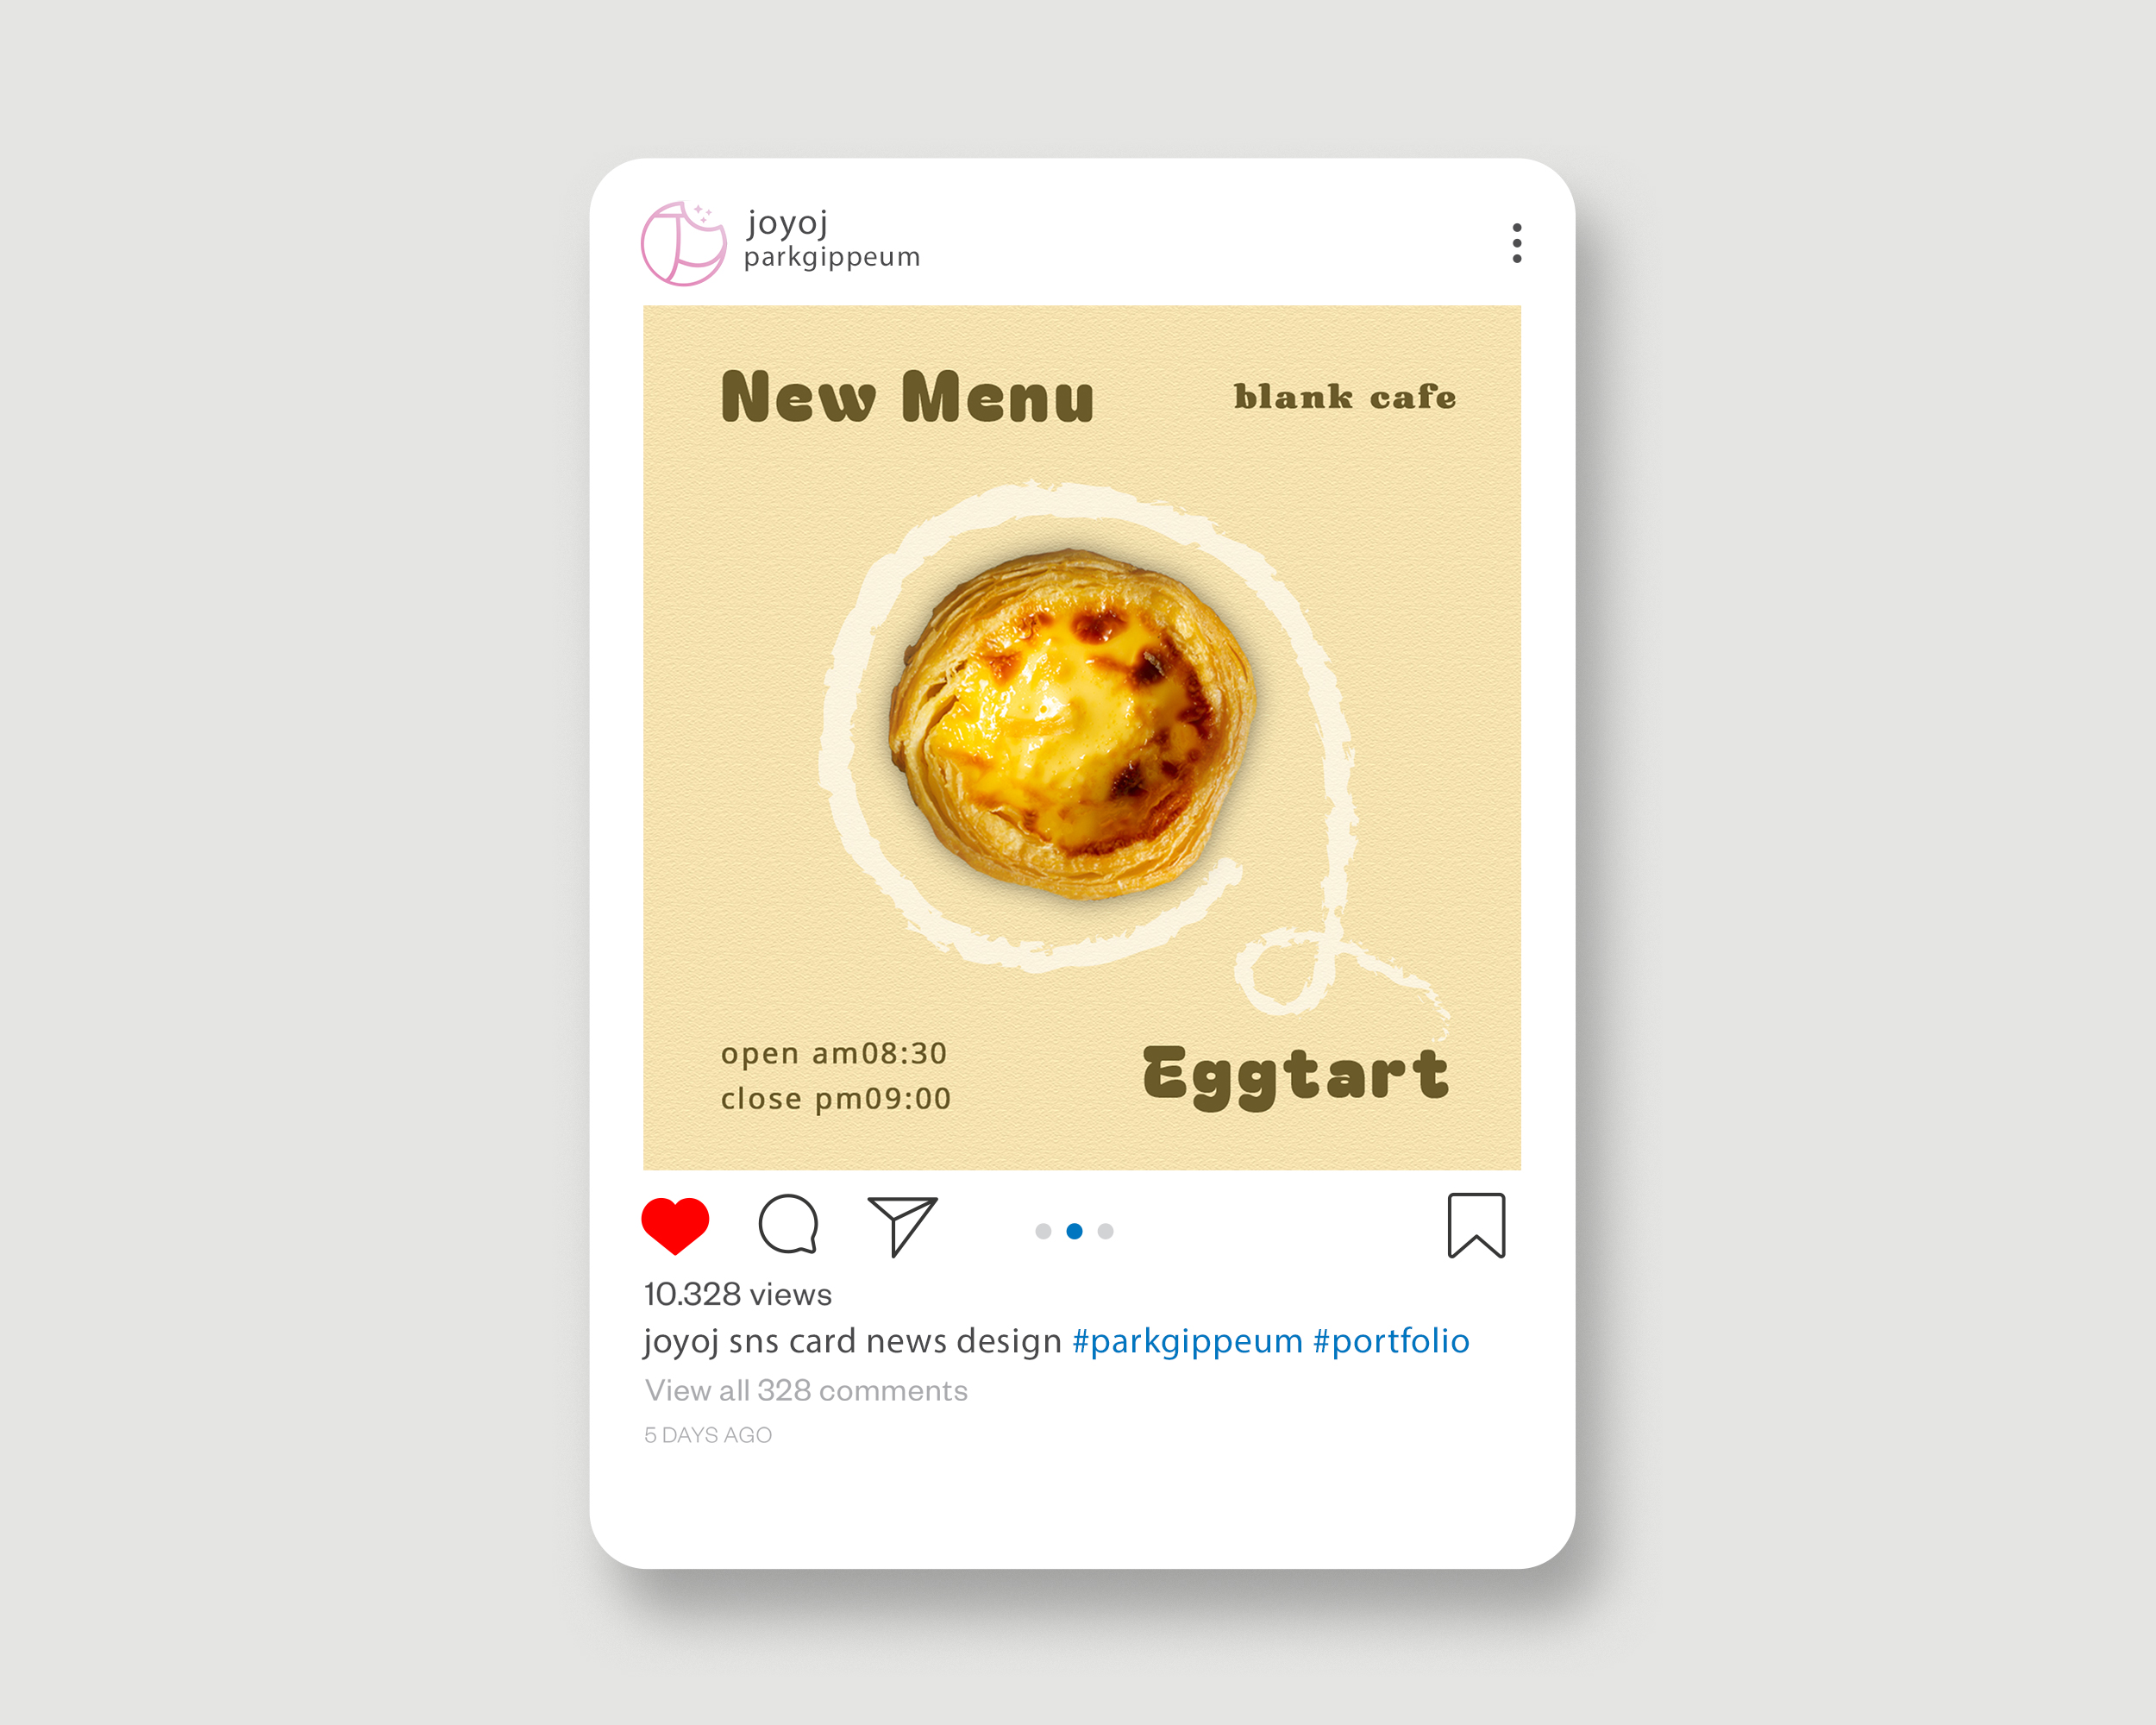 joyoj
parkgippeum
New Menu
blank cafe
open am08:30
close pm09:00
Eggtart
10.328 views
joyoj sns card news design #parkgippeum #portfolio
View all 328 comments
5 DAYS AGO